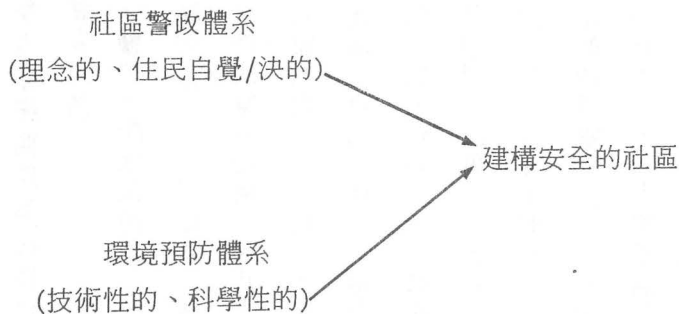 社區警政體系
(理念的、住民自覺/決的)
建構安全的社區
環境預防體系
(技術性的、科學性的)